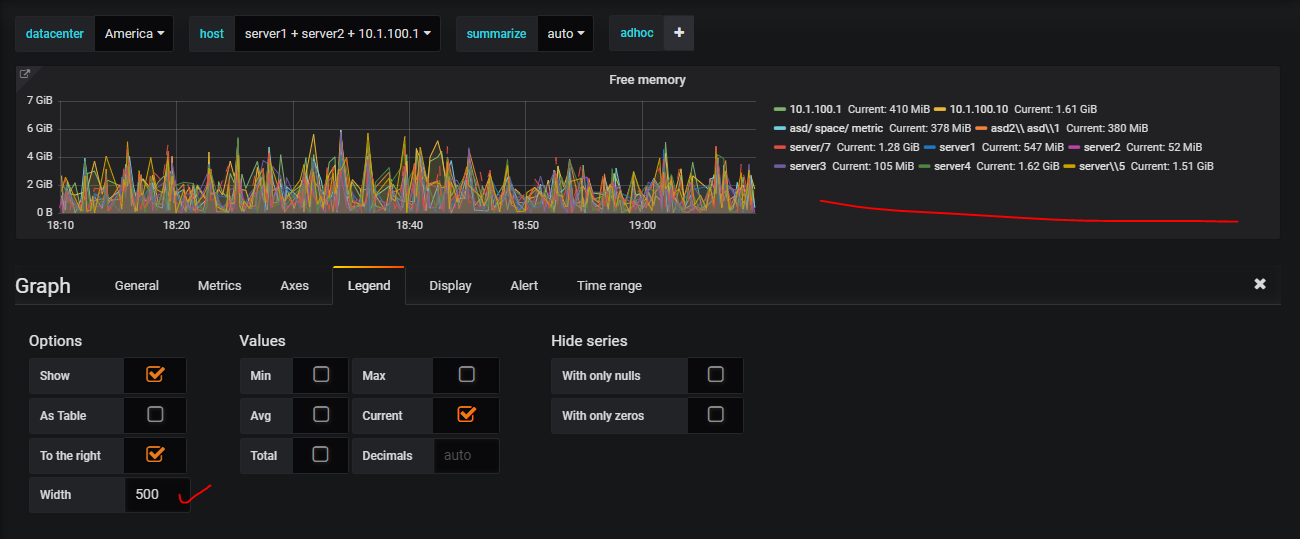 datacenter America host server1 + server2 + 10.1.100.1 summarize auto adhoc +
Free memory
7 GiB
6 GiB
4 GiB
2 GiB
0 B
18:10 18:20 18:30 18:40 18:50 19:00
10.1.100.1 Current: 410 MiB 10.1.100.10 Current: 1.61 GiB
asd/ space/ metric Current: 378 MiB asd2\\ asd\\1 Current: 380 MiB
server/7 Current: 1.28 GiB server1 Current: 547 MiB server2 Current: 52 MiB
server3 Current: 105 MiB server4 Current: 1.62 GiB server\\5 Current: 1.51 GiB
Graph General Metrics Axes Legend Display Alert Time range
Options
Show
As Table
To the right
Width 500
Values
Min Max
Avg Current
Total Decimals auto
Hide series
With only nulls
With only zeros